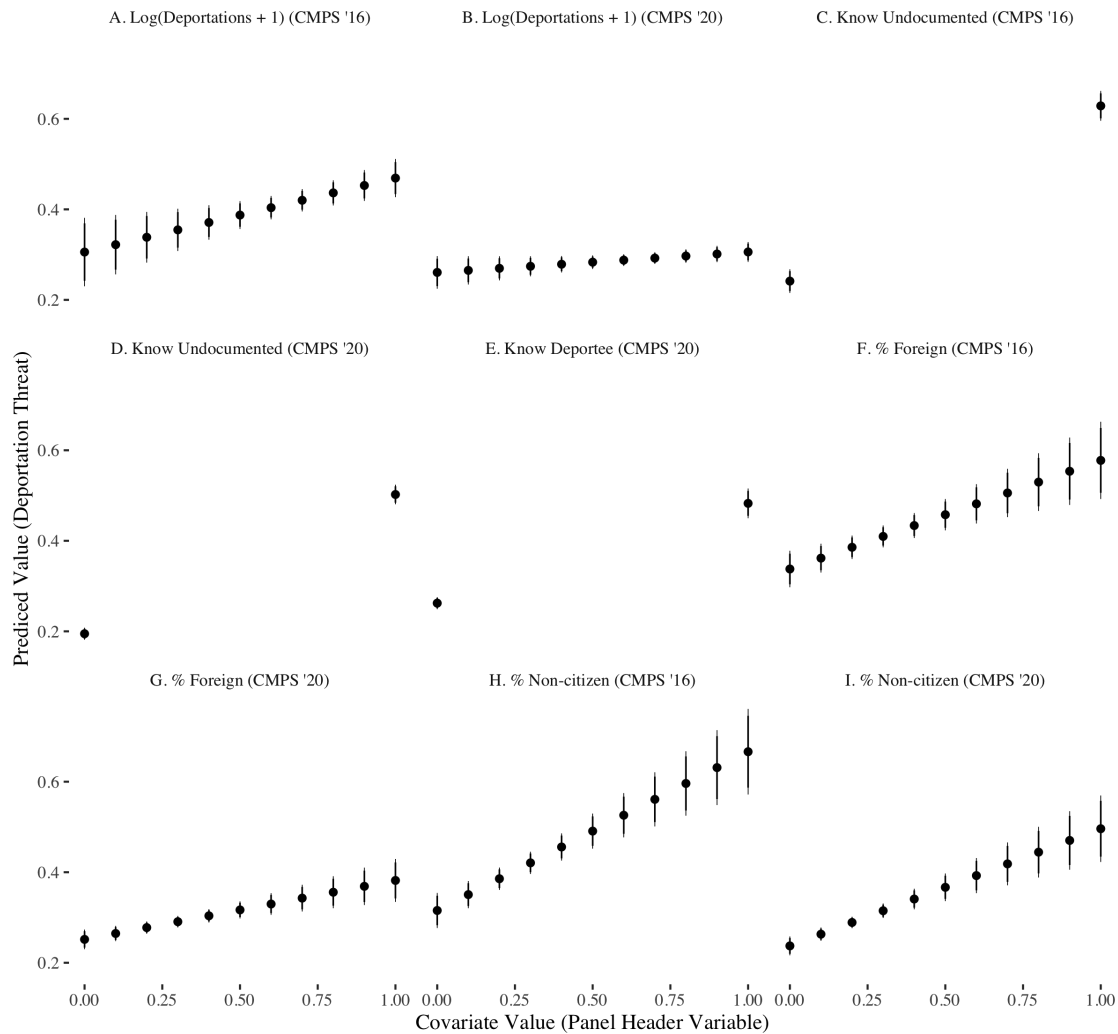 A. Log(Deportations + 1) (CMPS '16)
B. Log(Deportations + 1) (CMPS '20)
C. Know Undocumented (CMPS '16)
0.6
0.4
0.2
D. Know Undocumented (CMPS '20)
E. Know Deportee (CMPS '20)
F. % Foreign (CMPS '16)
0.6
0.4
0.2
Prediced Value (Deportation Threat)
G. % Foreign (CMPS '20)
H. % Non-citizen (CMPS '16)
I. % Non-citizen (CMPS '20)
0.6
0.4
0.2
0.00 0.25 0.50 0.75 1.00 0.00 0.25 0.50 0.75 1.00 0.00 0.25 0.50 0.75 1.00
Covariate Value (Panel Header Variable)